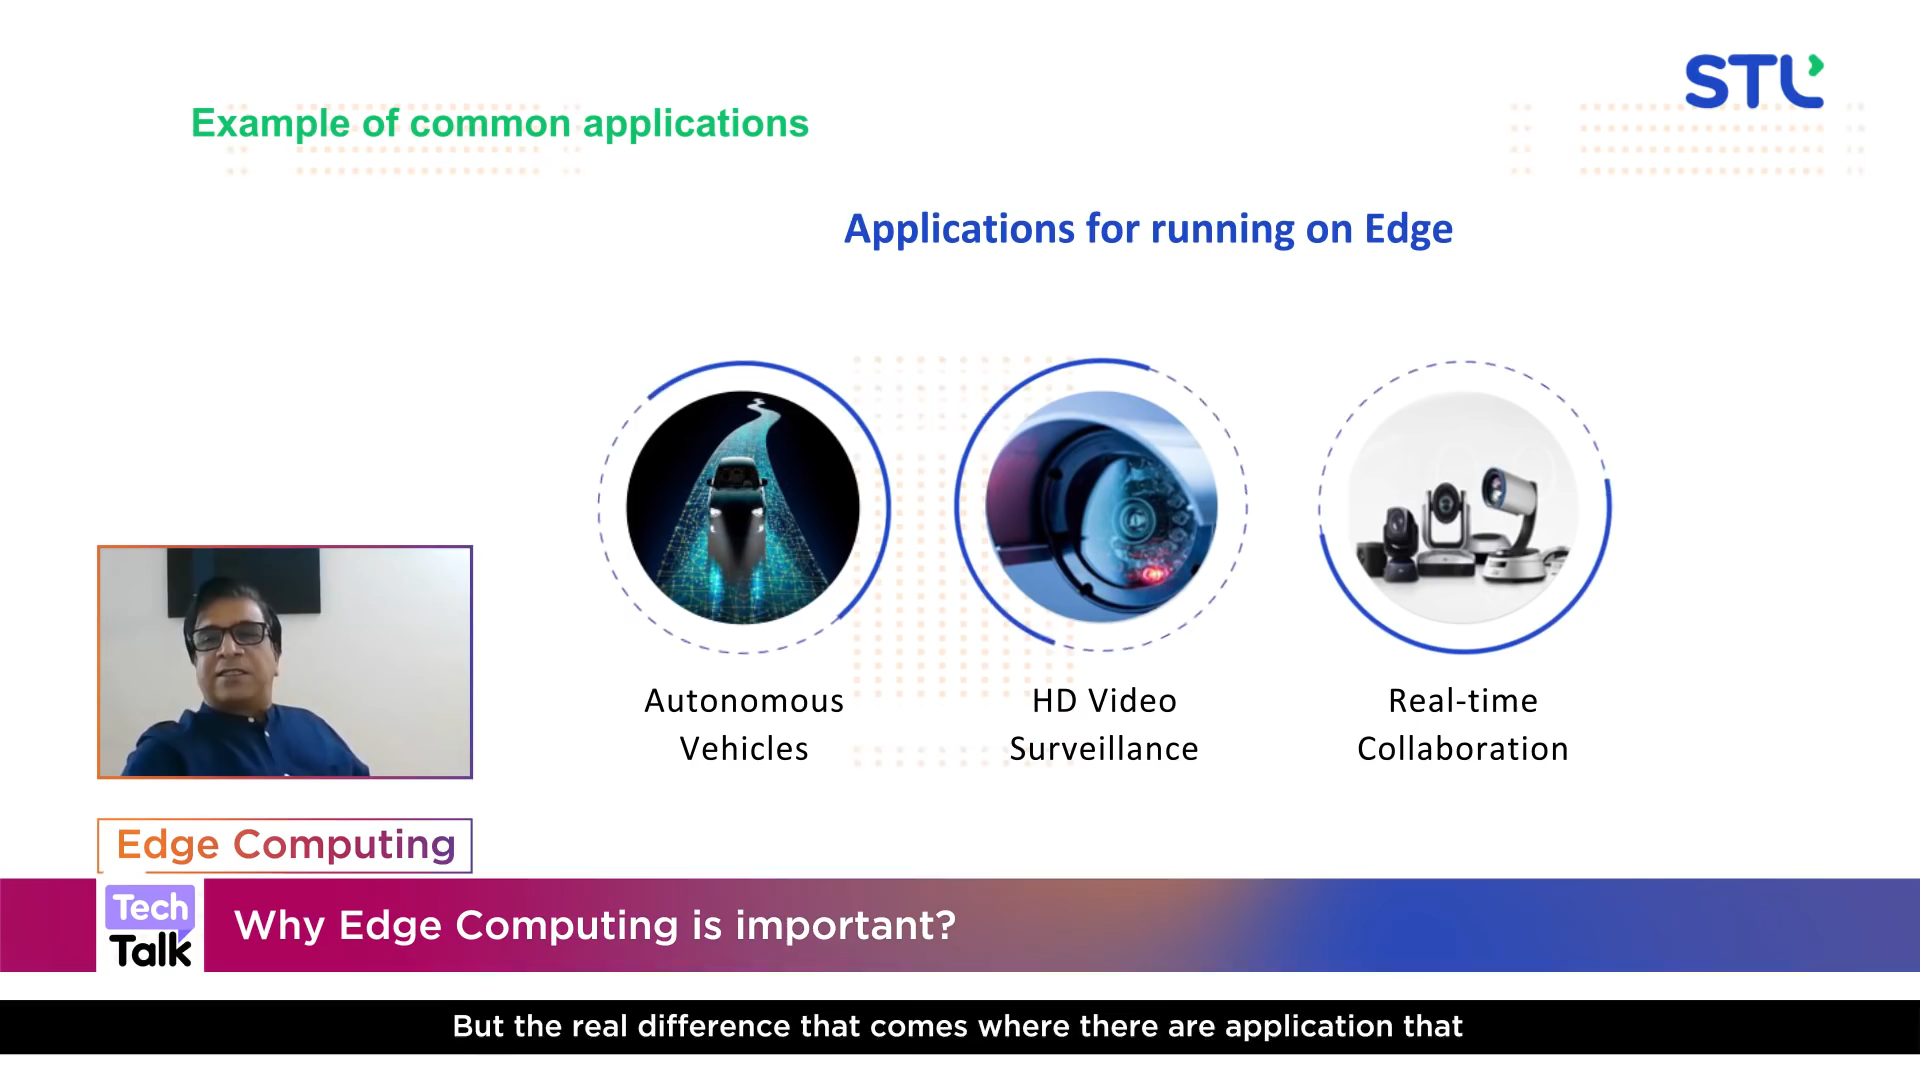 STL
Example of common applications
Applications for running on Edge
Autonomous
Vehicles
HD Video
Surveillance
Real-time
Collaboration
Edge Computing
Tech
Talk
Why Edge Computing is important?
But the real difference that comes where there are application that